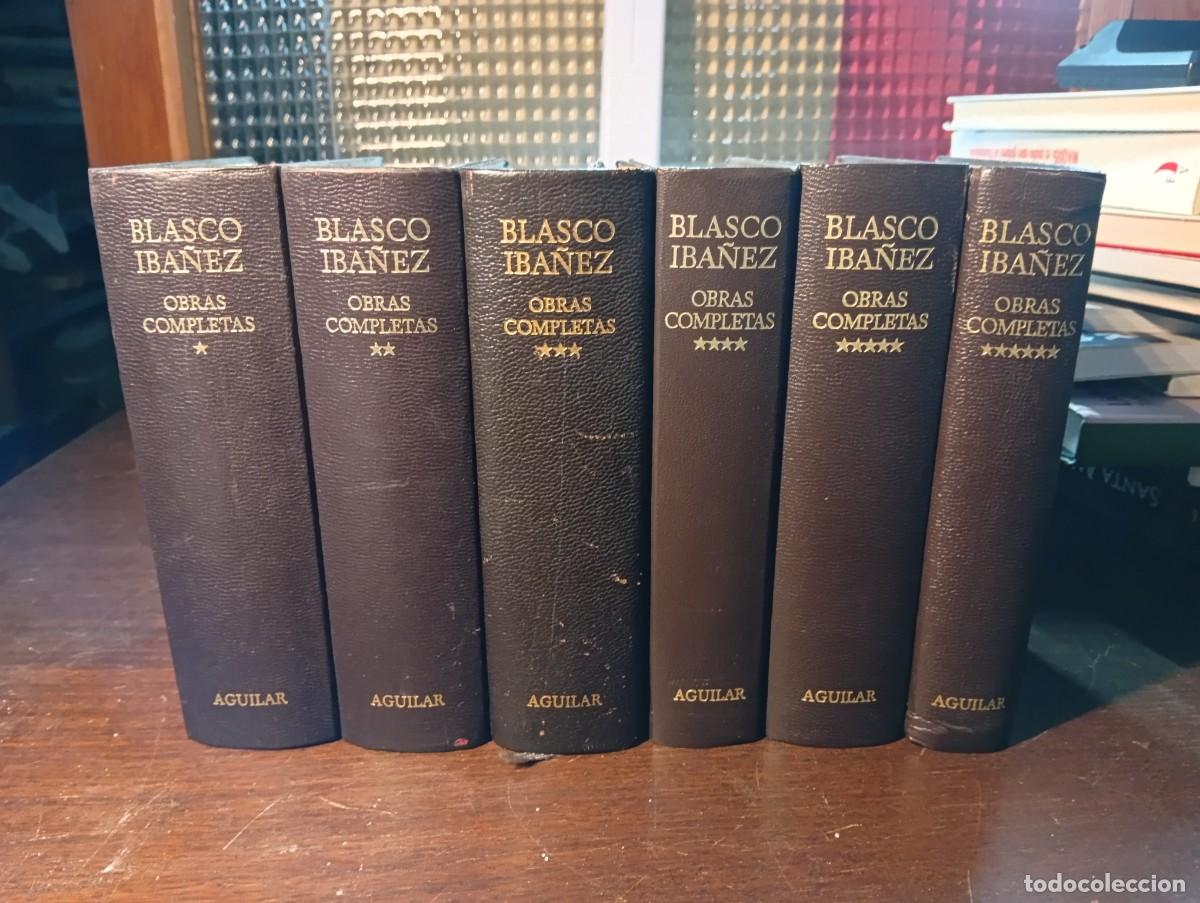 BLASCO
IBAÑEZ
OBRAS
COMPLETAS
★
AGUILAR
BLASCO
IBAÑEZ
OBRAS
COMPLETAS
★★
AGUILAR
BLASCO
IBAÑEZ
OBRAS
COMPLETAS
★★★
AGUILAR
BLASCO
IBAÑEZ
OBRAS
COMPLETAS
★★★★
AGUILAR
BLASCO
IBAÑEZ
OBRAS
COMPLETAS
★★★★★
AGUILAR
BLASCO
IBAÑEZ
OBRAS
COMPLETAS
★★★★★★
AGUILAR
SANTA
todocoleccion